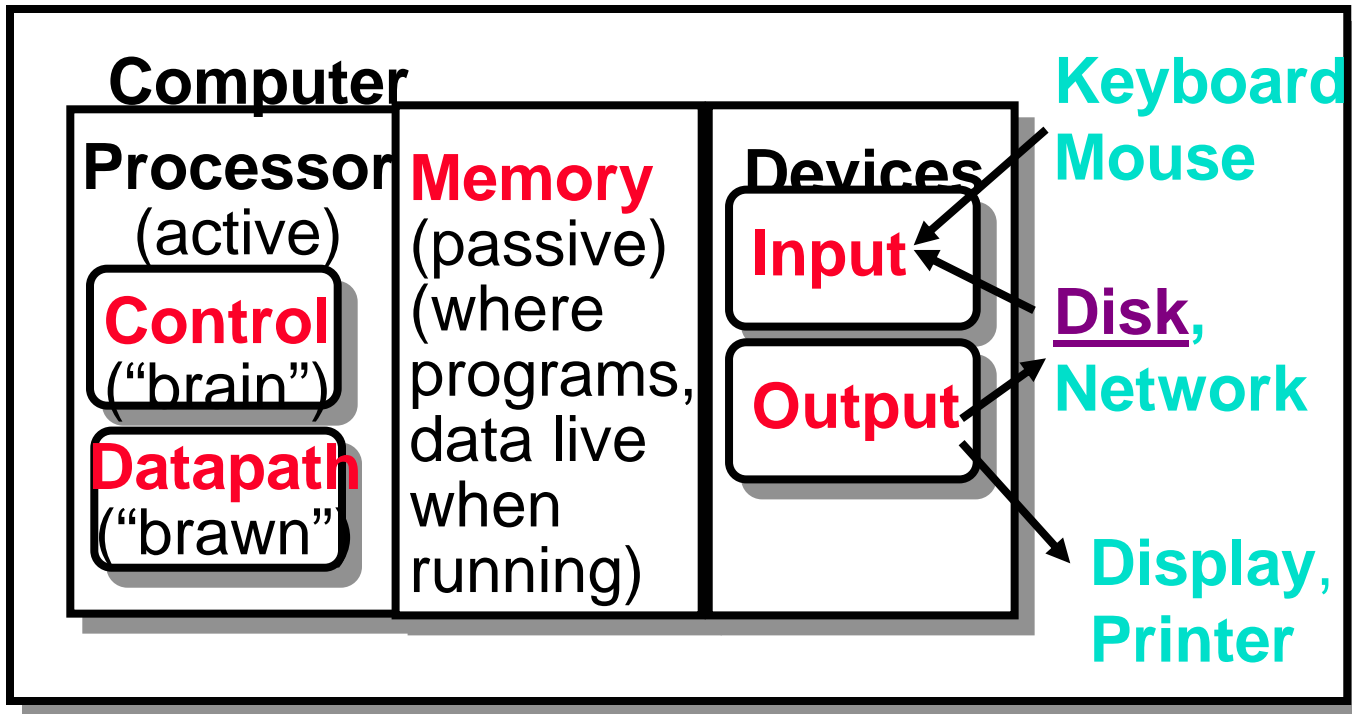 Computer
Processor
(active)
Control
(“brain”)
Datapath
(“brawn”)
Memory
(passive)
(where
programs,
data live
when
running)
Devices
Input
Output
Keyboard
Mouse
Disk,
Network
Display,
Printer